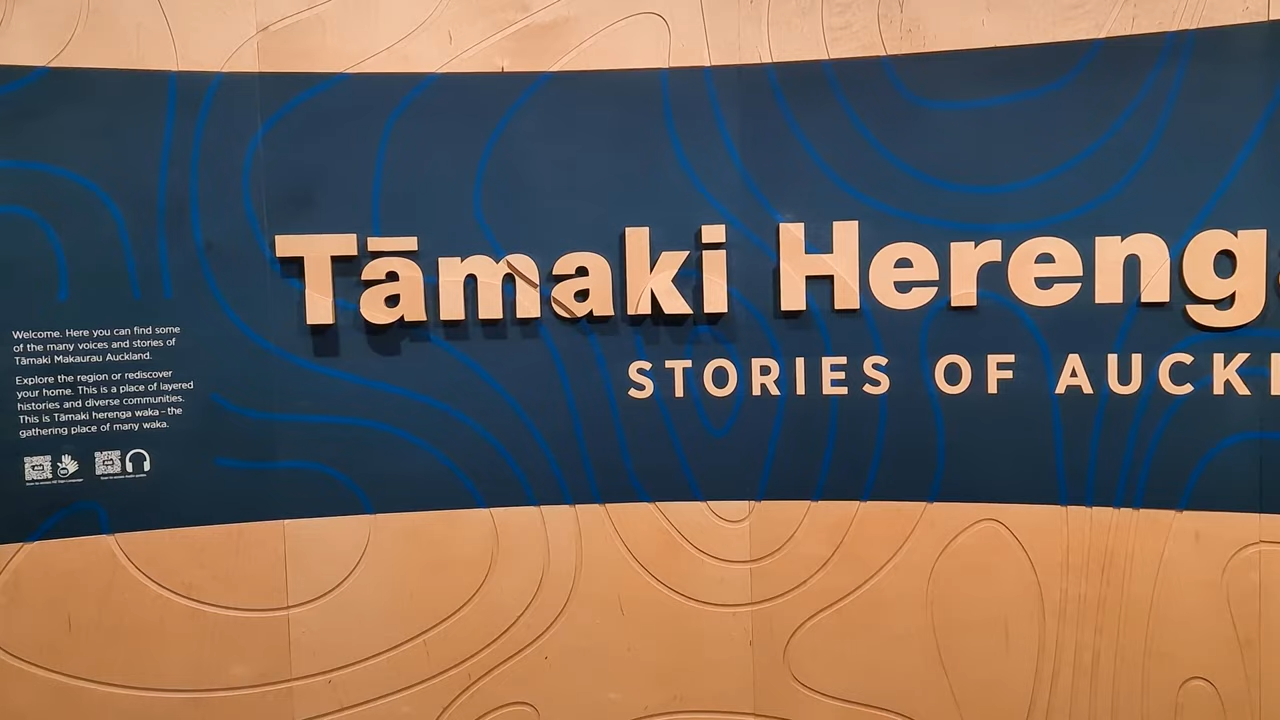 Tāmaki Hereng
STORIES OF AUCK
Welcome. Here you can find some
of the many voices and stories of
Tāmaki Makaurau Auckland.
Explore the region or rediscover
your home. This is a place of layered
histories and diverse communities.
This is Tāmaki herenga waka – the
gathering place of many waka.